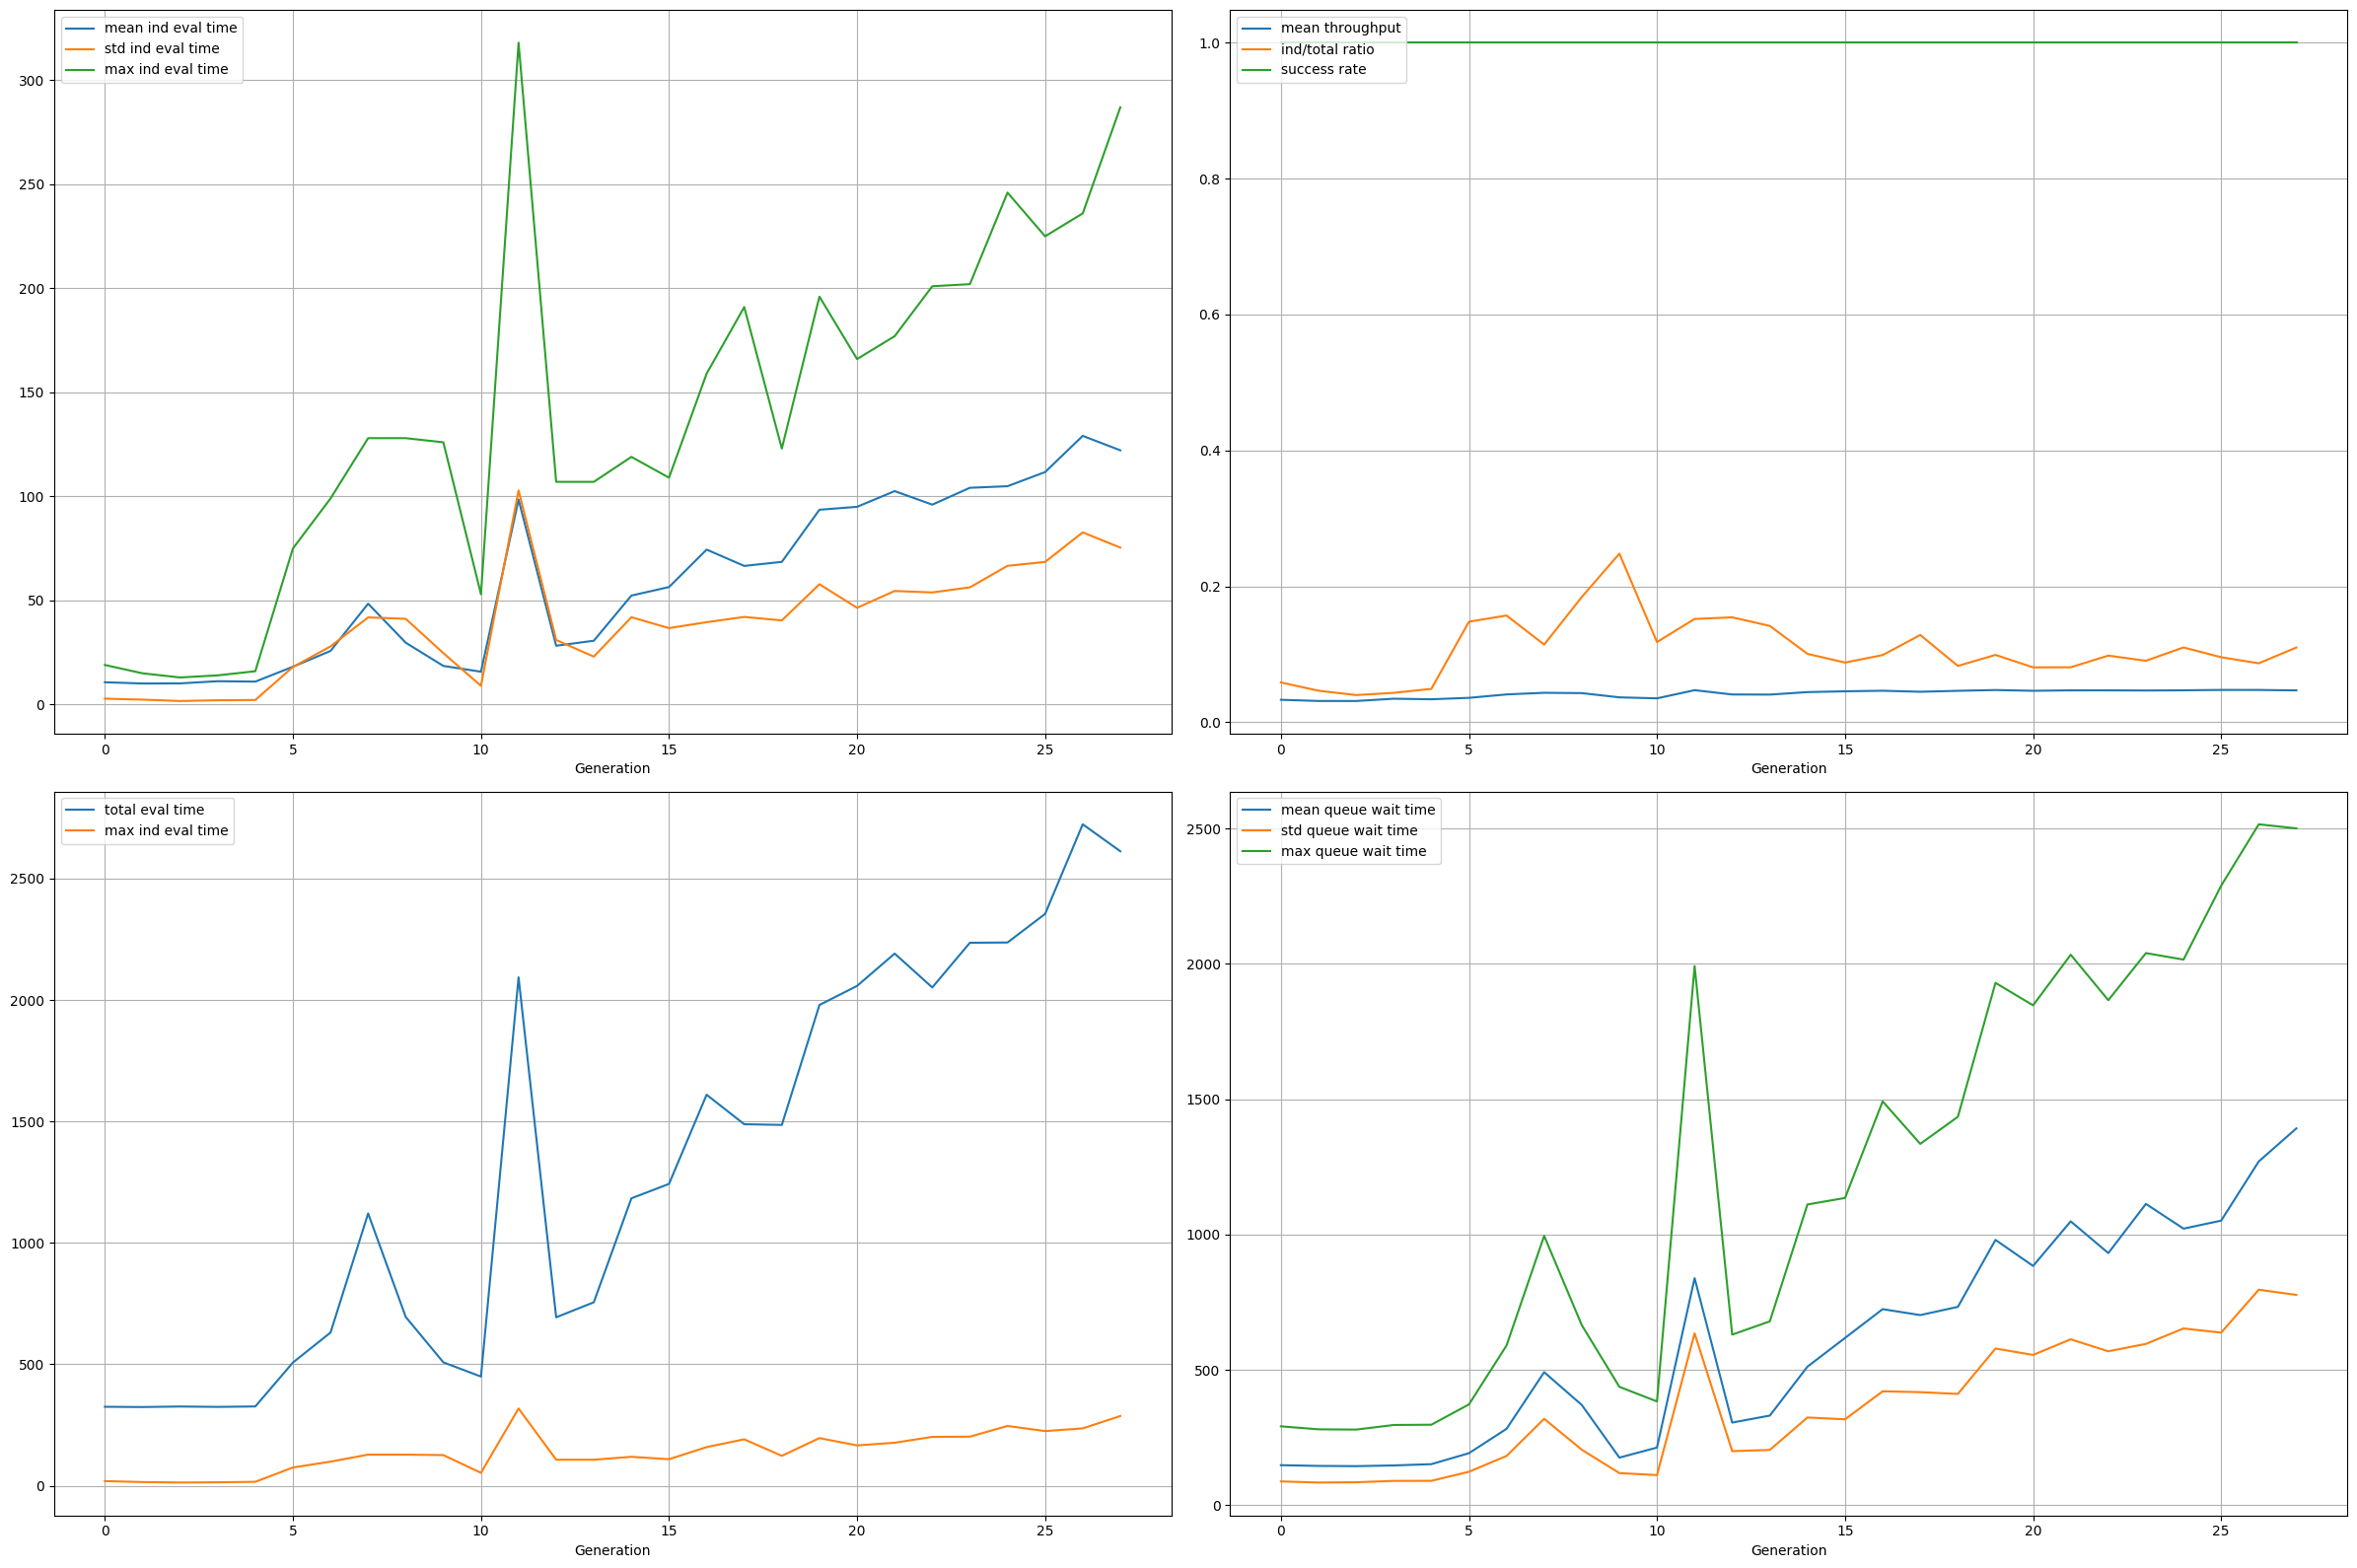 mean ind eval time
std ind eval time
max ind eval time
300
250
200
150
100
50
0
0 5 10 15 20 25
Generation
mean throughput
ind/total ratio
success rate
1.0
0.8
0.6
0.4
0.2
0.0
0 5 10 15 20 25
Generation
total eval time
max ind eval time
2500
2000
1500
1000
500
0
0 5 10 15 20 25
Generation
mean queue wait time
std queue wait time
max queue wait time
2500
2000
1500
1000
500
0
0 5 10 15 20 25
Generation